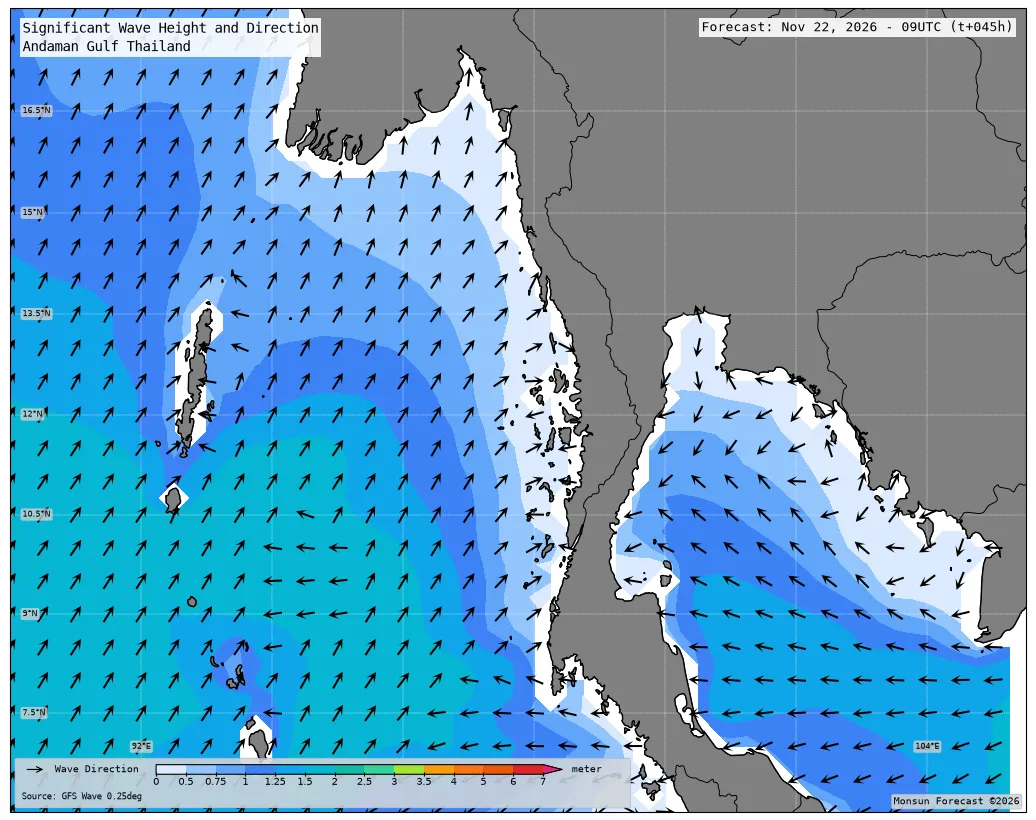 Significant Wave Height and Direction
Andaman Gulf Thailand
Forecast: Nov 22, 2026 - 09UTC (t+045h)
16.5°N
15°N
13.5°N
12°N
10.5°N
9°N
7.5°N
92°E
104°E
Wave Direction
meter
0 0.5 0.75 1 1.25 1.5 2 2.5 3 3.5 4 5 6 7
Source: GFS Wave 0.25deg
Monsun Forecast ©2026